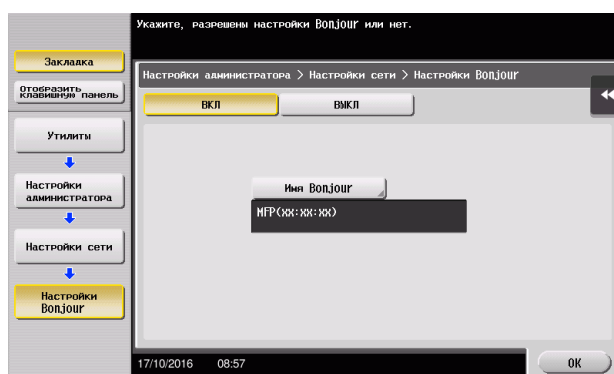 Укажите, разрешены настройки Bonjour или нет.
Закладка
Отобразить
клавишную панель
Настройки администратора > Настройки сети > Настройки Bonjour
ВКЛ
ВЫКЛ
Утилиты
Имя Bonjour
MFP(xx:xx:xx)
Настройки
администратора
Настройки сети
Настройки
Bonjour
17/10/2016 08:57
OK